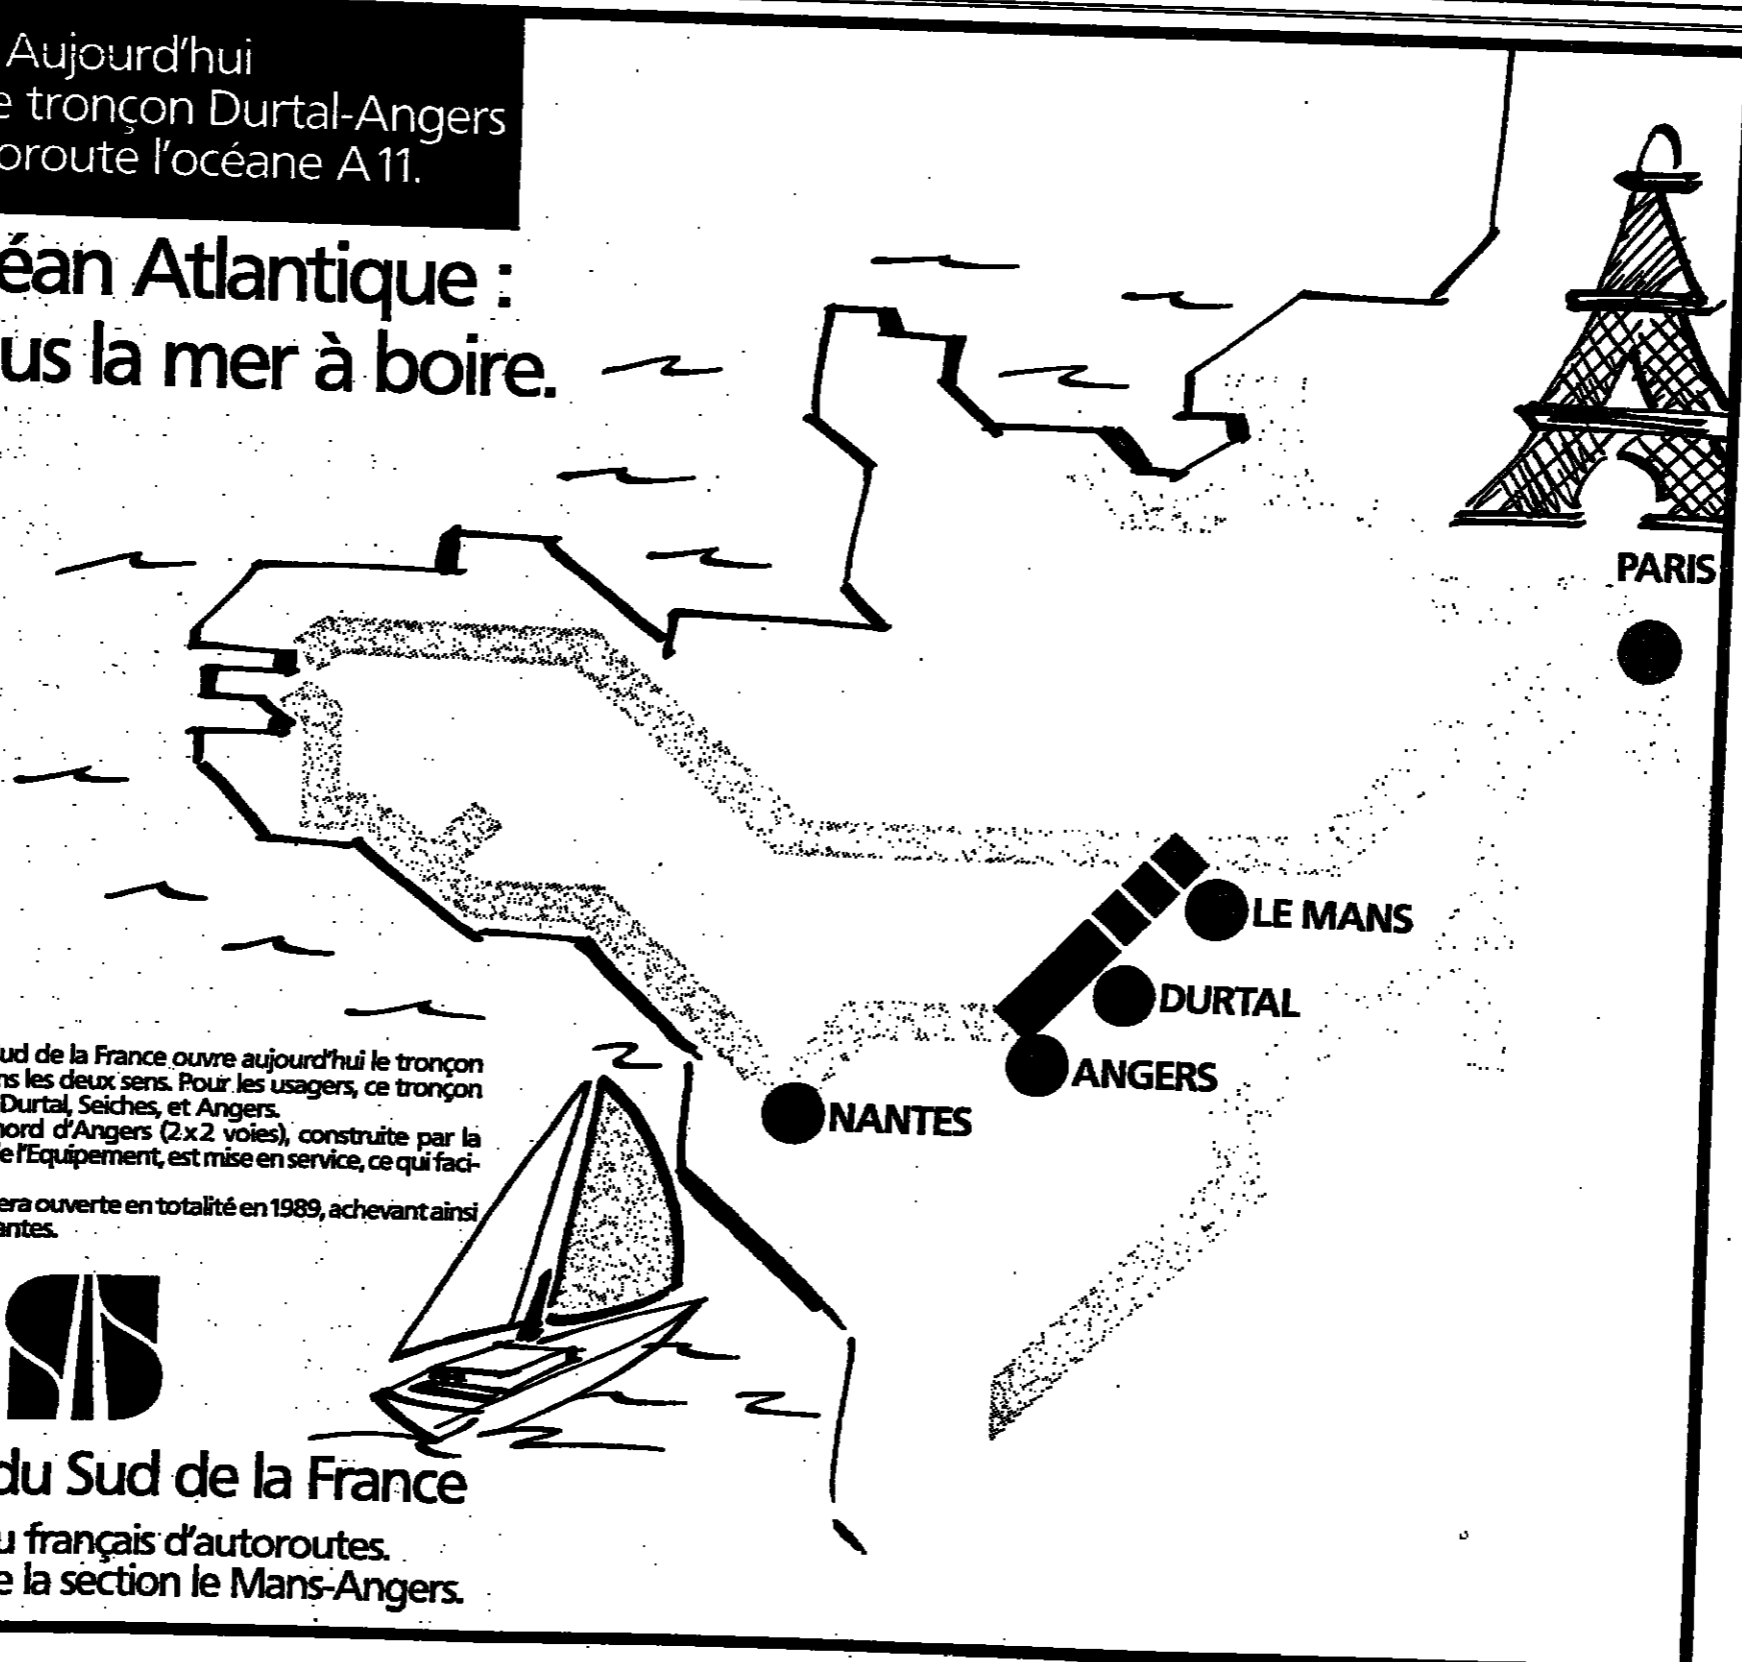 Aujourd'hui
e tronçon Durtal-Angers
oroute l'océane A11.
éan Atlantique :
us la mer à boire.
PARIS
LE MANS
DURTAL
ANGERS
NANTES
ud de la France ouvre aujourd'hui le tronçon
ns les deux sens. Pour les usagers, ce tronçon
Durtal, Seiches, et Angers.
nord d'Angers (2x2 voies), construite par la
e l'Equipement, est mise en service, ce qui faci-
era ouverte en totalité en 1989, achevant ainsi
antes.
du Sud de la France
u français d'autoroutes.
e la section le Mans-Angers.